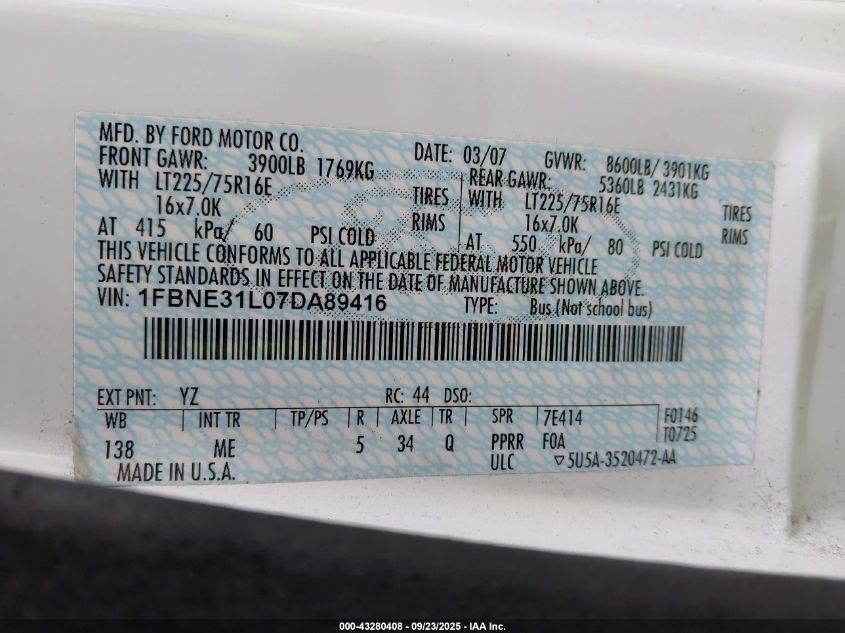 MFD. BY FORD MOTOR CO. DATE: 03/07 GVWR: 8600LB/ 3901KG
FRONT GAWR: 3900LB 1769KG REAR GAWR: 5360LB 2431KG
WITH LT225/75R16E TIRES WITH LT225/75R16E TIRES
16x7.0K RIMS 16x7.0K RIMS
AT 415 kPa/ 60 PSI COLD AT 550 kPa/ 80 PSI COLD
THIS VEHICLE CONFORMS TO ALL APPLICABLE FEDERAL MOTOR VEHICLE
SAFETY STANDARDS IN EFFECT ON THE DATE OF MANUFACTURE SHOWN ABOVE.
VIN: 1FBNE31L07DA89416 TYPE: Bus (Not school bus)
EXT PNT: YZ RC: 44 DSO:
WB INT TR TP/PS R AXLE TR SPR 7E414 F0146
138 ME 5 34 Q PPRR F0A T0725
MADE IN U.S.A. ULC ▽5U5A-3520472-AA
000-43280408 - 09/23/2025 - IAA Inc.